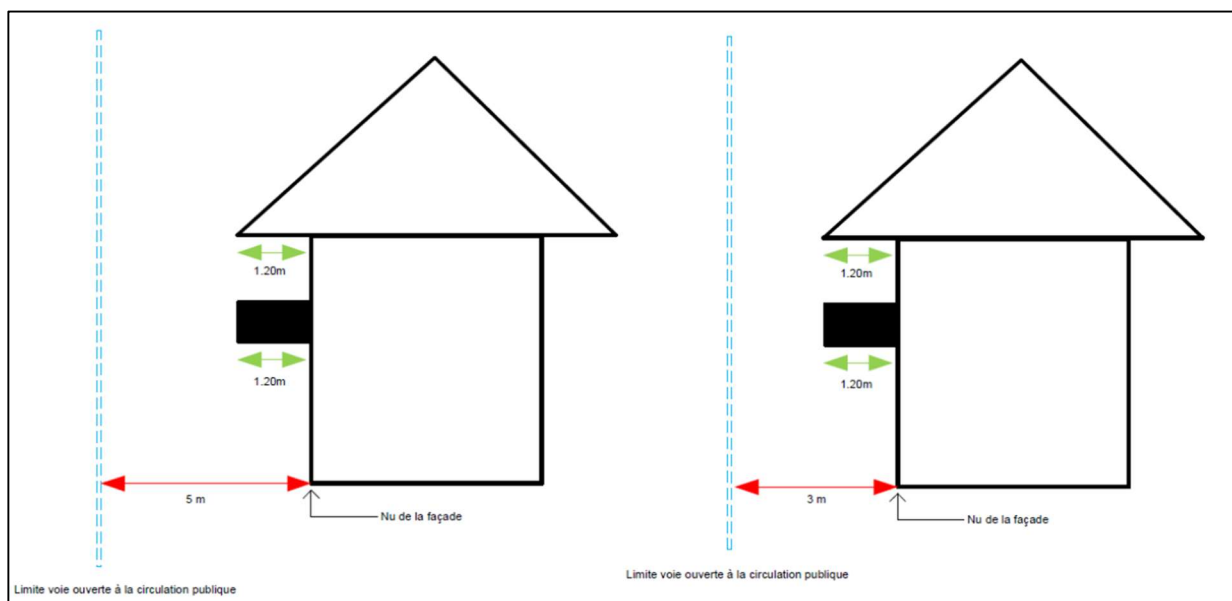 1.20m
1.20m
5 m
Nu de la façade
Limite voie ouverte à la circulation publique
1.20m
1.20m
3 m
Nu de la façade
Limite voie ouverte à la circulation publique